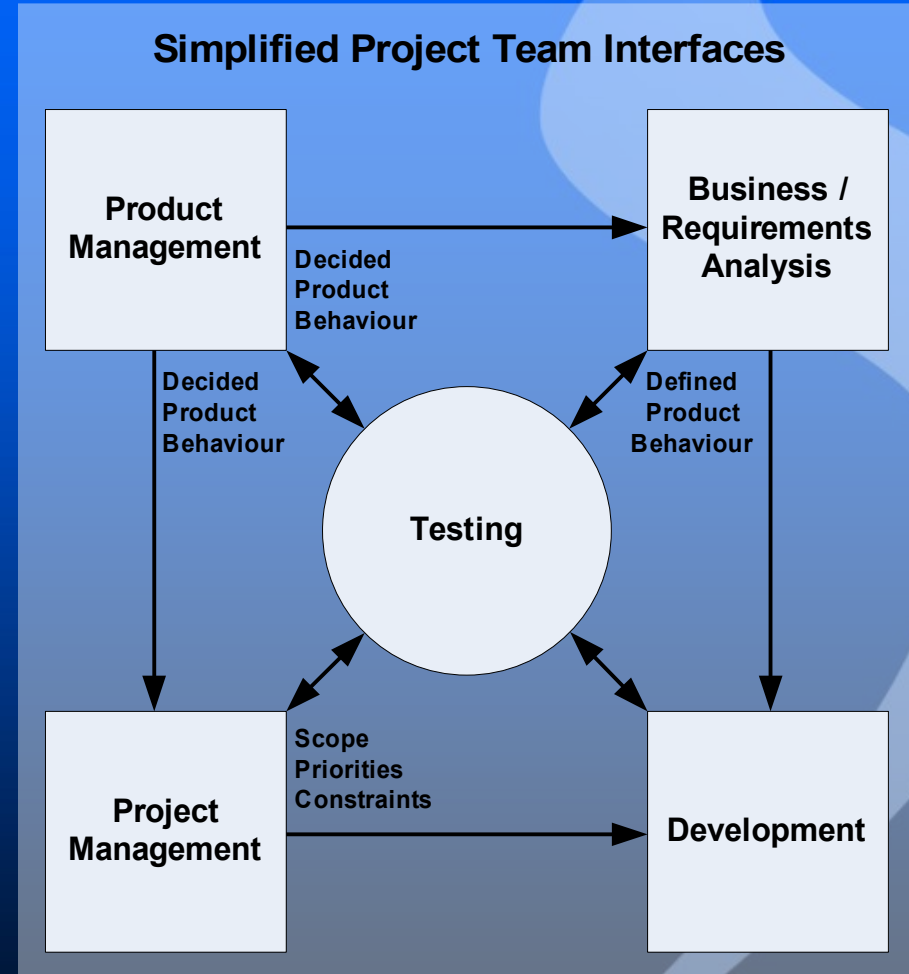 Simplified Project Team Interfaces
Product
Management
Business /
Requirements
Analysis
Decided
Product
Behaviour
Decided
Product
Behaviour
Defined
Product
Behaviour
Testing
Scope
Priorities
Constraints
Project
Management
Development